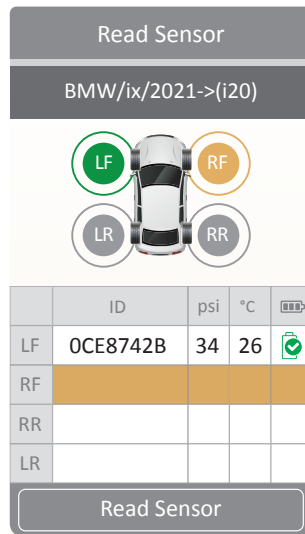 Read Sensor
BMW/ix/2021->(i20)
LF RF
LR RR
ID psi °C
LF 0CE8742B 34 26
RF
RR
LR
Read Sensor